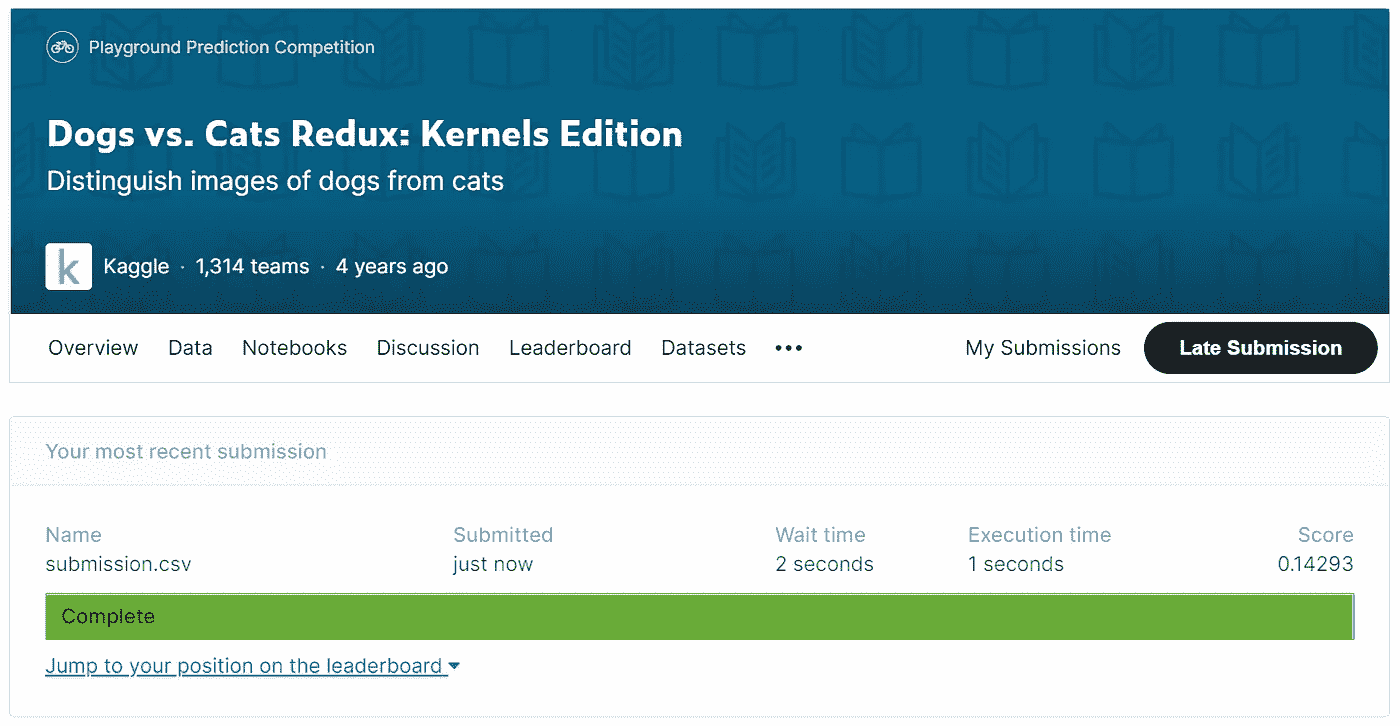 Playground Prediction Competition
Dogs vs. Cats Redux: Kernels Edition
Distinguish images of dogs from cats
k Kaggle · 1,314 teams · 4 years ago
Overview Data Notebooks Discussion Leaderboard Datasets ••• My Submissions Late Submission
Your most recent submission
Name Submitted Wait time Execution time Score
submission.csv just now 2 seconds 1 seconds 0.14293
Complete
Jump to your position on the leaderboard